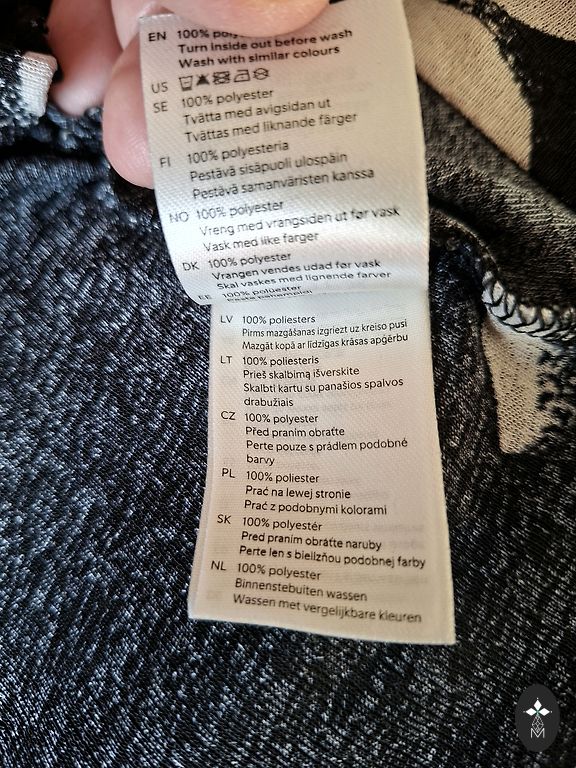 EN 100% poly
Turn inside out before wash
Wash with similar colours
US
SE 100% polyester
Tvätta med avigsidan ut
Tvättas med liknande färger
FI 100% polyesteria
Pestävä sisäpuoli ulospäin
Pestävä samanväristen kanssa
NO 100% polyester
Vreng med vrangsiden ut før vask
Vask med like farger
DK 100% polyester
Vrangen vendes udad før vask
Skal vaskes med lignende farver
EE 100% polüester
LV 100% poliesters
Pirms mazgāšanas izgriezt uz kreiso pusi
Mazgāt kopā ar līdzīgas krāsas apģērbu
LT 100% poliesteris
Prieš skalbimą išverskite
Skalbti kartu su panašios spalvos
drabužiais
CZ 100% polyester
Před praním obraťte
Perte pouze s prádlem podobné
barvy
PL 100% poliester
Prać na lewej stronie
Prać z podobnymi kolorami
SK 100% polyestér
Pred praním obráťte naruby
Perte len s bielizňou podobnej farby
NL 100% polyester
Binnenstebuiten wassen
Wassen met vergelijkbare kleuren